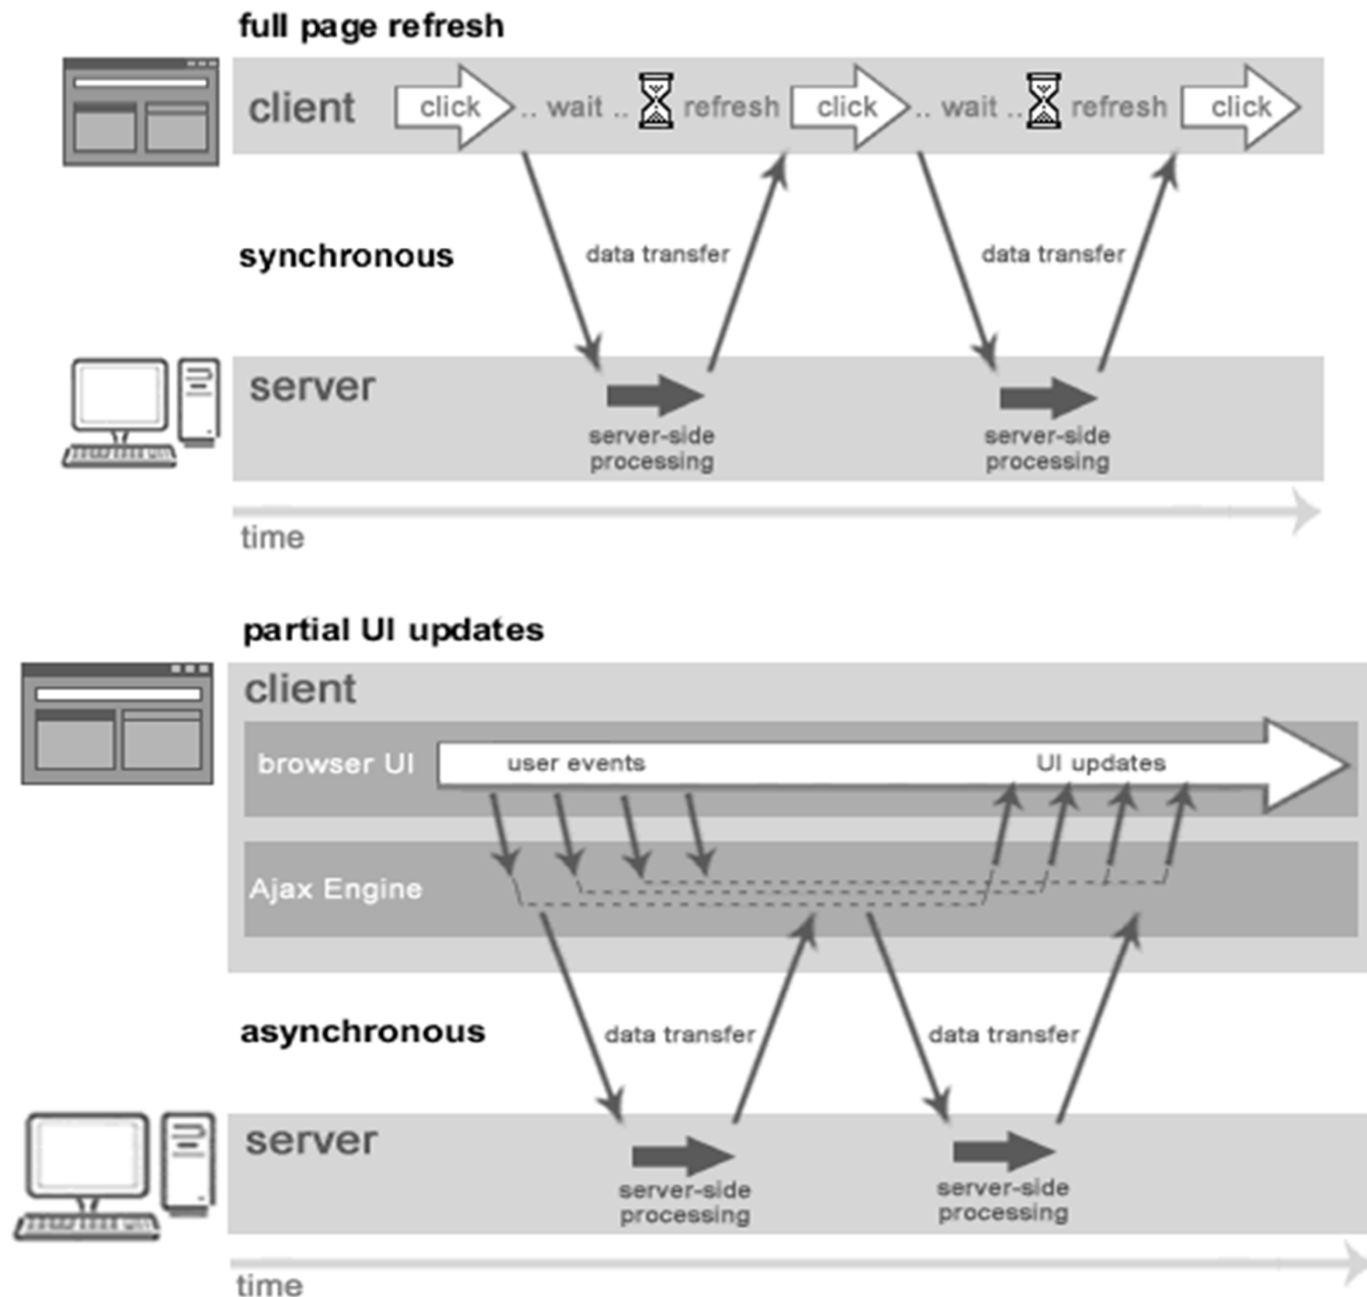 full page refresh
client click .. wait .. refresh click .. wait .. refresh click
synchronous data transfer data transfer
server
server-side server-side
processing processing
time
partial UI updates
client
browser UI user events UI updates
Ajax Engine
asynchronous data transfer data transfer
server
server-side server-side
processing processing
time